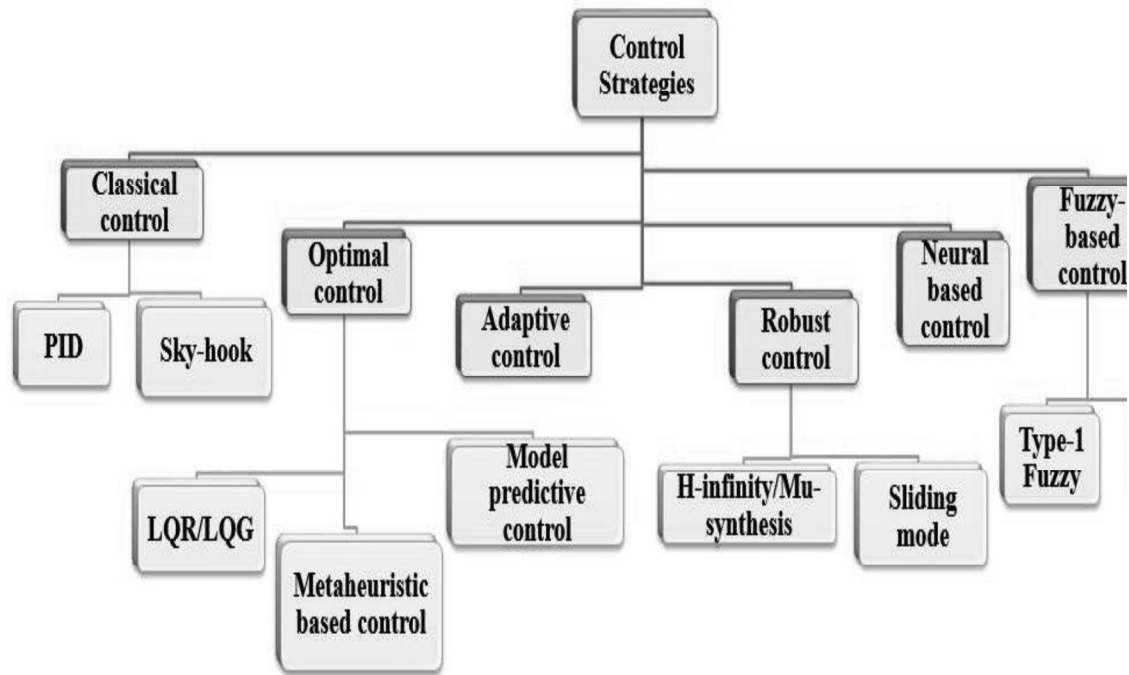 Control
Strategies
Classical
control
Fuzzy-
based
control
Optimal
control
Neural
based
control
Adaptive
control
Robust
control
PID
Sky-hook
Type-1
Fuzzy
Model
predictive
control
H-infinity/Mu-
synthesis
Sliding
mode
LQR/LQG
Metaheuristic
based control